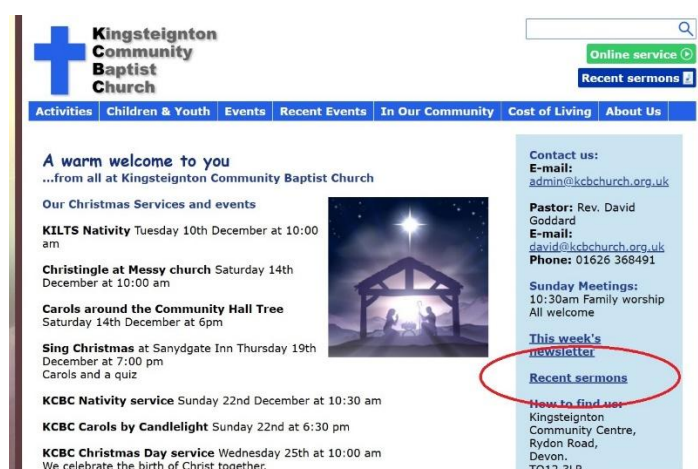 Kingsteignton
Community
Baptist
Church
Online service
Recent sermons
Activities Children & Youth Events Recent Events In Our Community Cost of Living About Us
A warm welcome to you
...from all at Kingsteignton Community Baptist Church
Our Christmas Services and events
KILTS Nativity Tuesday 10th December at 10:00
am
Christingle at Messy church Saturday 14th
December at 10:00 am
Carols around the Community Hall Tree
Saturday 14th December at 6pm
Sing Christmas at Sanydgate Inn Thursday 19th
December at 7:00 pm
Carols and a quiz
KCBC Nativity service Sunday 22nd December at 10:30 am
KCBC Carols by Candlelight Sunday 22nd at 6:30 pm
KCBC Christmas Day service Wednesday 25th at 10:00 am
We celebrate the birth of Christ together.
Contact us:
E-mail:
admin@kcbchurch.org.uk
Pastor: Rev. David
Goddard
E-mail:
david@kcbchurch.org.uk
Phone: 01626 368491
Sunday Meetings:
10:30am Family worship
All welcome
This week's
newsletter
Recent sermons
How to find us:
Kingsteignton
Community Centre,
Rydon Road,
Devon.
TQ12 3LP